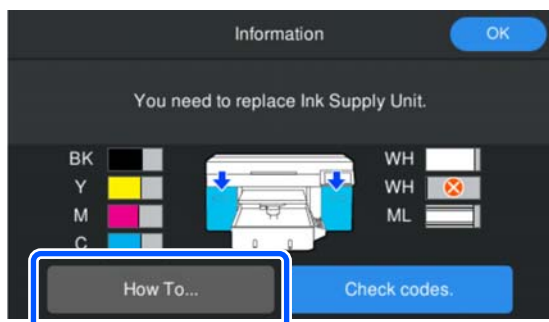 Information
OK
You need to replace Ink Supply Unit.
BK
WH
Y
WH
M
ML
C
How To...
Check codes.